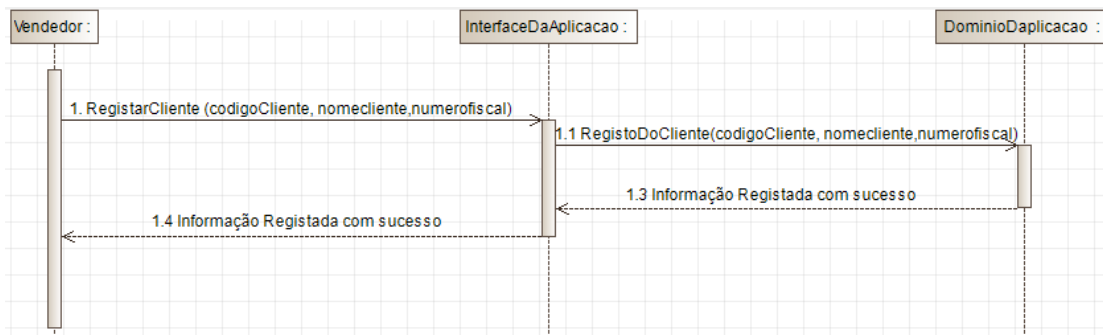 Vendedor :
InterfaceDaAplicacao :
DominioDaplicacao :
1. RegistarCliente (codigoCliente, nomecliente,numerofiscal)
1.1 RegistoDoCliente(codigoCliente, nomecliente,numerofiscal)
1.3 Informação Registada com sucesso
1.4 Informação Registada com sucesso